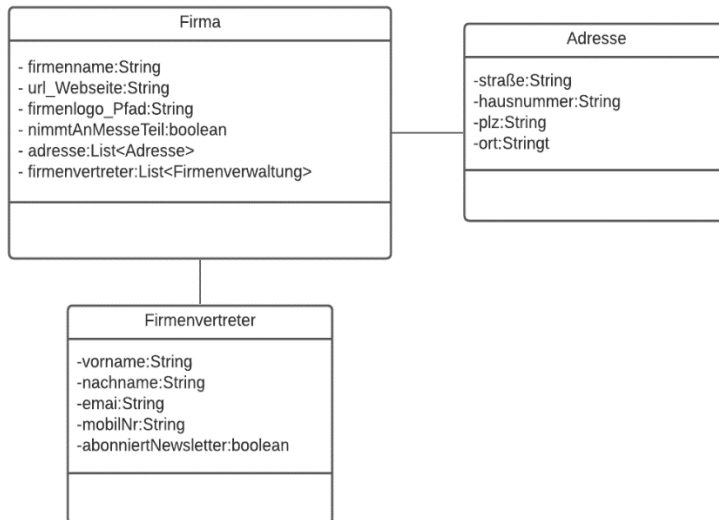 Firma
- firmenname:String
- url_Webseite:String
- firmenlogo_Pfad:String
- nimmtAnMesseTeil:boolean
- adresse:List<Adresse>
- firmenvertreter:List<Firmenverwaltung>
Adresse
-straße:String
-hausnummer:String
-plz:String
-ort:Stringt
Firmenvertreter
-vorname:String
-nachname:String
-emai:String
-mobilNr:String
-abonniertNewsletter:boolean